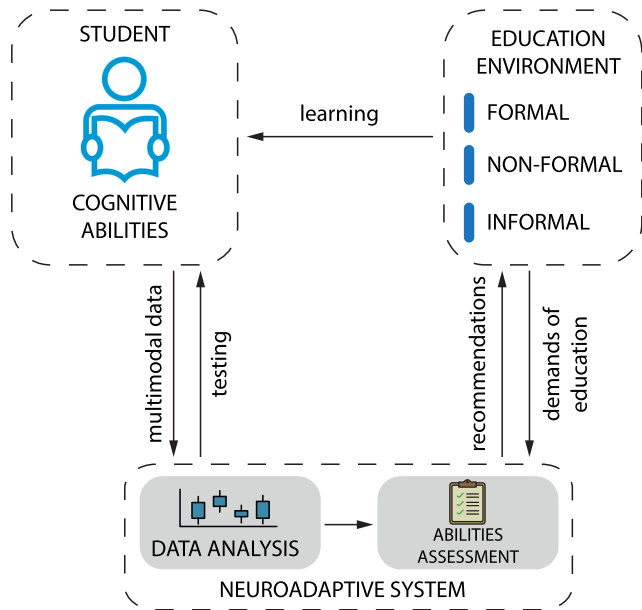 STUDENT
COGNITIVE
ABILITIES
learning
EDUCATION
ENVIRONMENT
FORMAL
NON-FORMAL
INFORMAL
multimodal data
testing
recommendations
demands of
education
DATA ANALYSIS
ABILITIES
ASSESSMENT
NEUROADAPTIVE SYSTEM